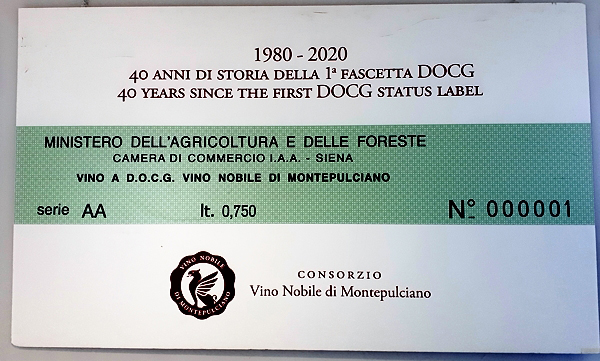 1980 - 2020
40 ANNI DI STORIA DELLA 1ª FASCETTA DOCG
40 YEARS SINCE THE FIRST DOCG STATUS LABEL
MINISTERO DELL'AGRICOLTURA E DELLE FORESTE
CAMERA DI COMMERCIO I.A.A. - SIENA
VINO A D.O.C.G. VINO NOBILE DI MONTEPULCIANO
serie AA lt. 0,750 N° 000001
VINO NOBILE
DI MONTEPULCIANO
CONSORZIO
Vino Nobile di Montepulciano